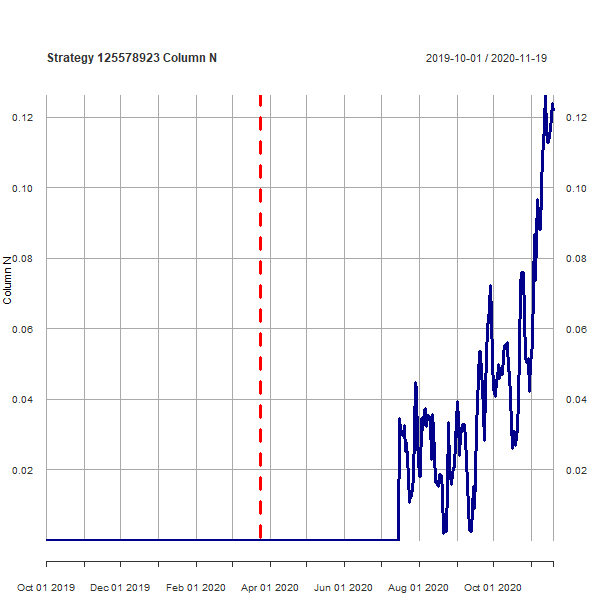 Strategy 125578923 Column N
2019-10-01 / 2020-11-19
0.12
0.10
0.08
0.06
0.04
0.02
Column N
0.12
0.10
0.08
0.06
0.04
0.02
Oct 01 2019
Dec 01 2019
Feb 01 2020
Apr 01 2020
Jun 01 2020
Aug 01 2020
Oct 01 2020